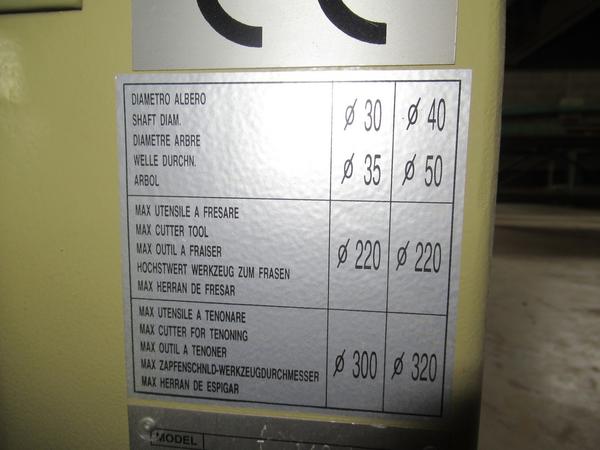 CE
DIAMETRO ALBERO
SHAFT DIAM.
DIAMETRE ARBRE
WELLE DURCHN.
ARBOL
ø 30 ø 40
ø 35 ø 50
MAX UTENSILE A FRESARE
MAX CUTTER TOOL
MAX OUTIL A FRAISER
HOCHSTWERT WERKZEUG ZUM FRASEN
MAX HERRAN DE FRESAR
ø 220 ø 220
MAX UTENSILE A TENONARE
MAX CUTTER FOR TENONING
MAX OUTIL A TENONER
MAX ZAPFENSCHNLD-WERKZEUGDURCHMESSER
MAX HERRAN DE ESPIGAR
ø 300 ø 320
MODEL